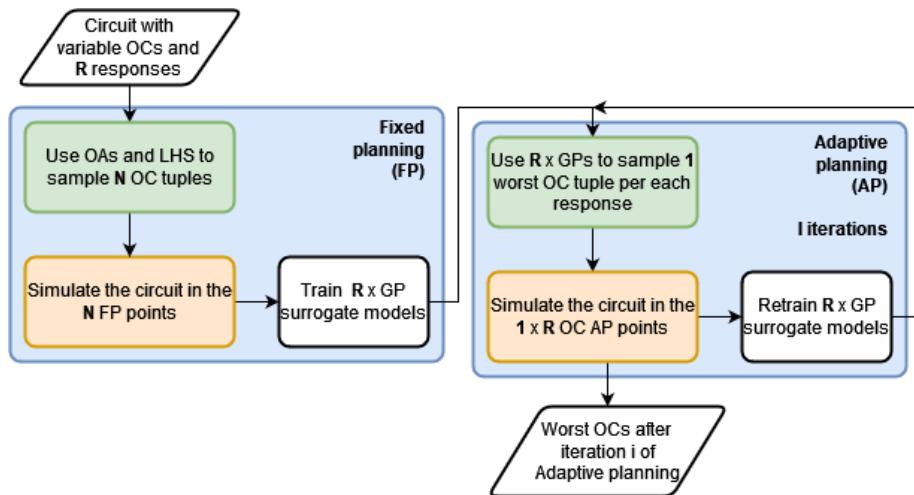 Circuit with
variable OCs and
R responses
Fixed
planning
(FP)
Use OAs and LHS to
sample N OC tuples
Simulate the circuit in the
N FP points
Train R x GP
surrogate models
Adaptive
planning
(AP)
I iterations
Use R x GPs to sample 1
worst OC tuple per each
response
Simulate the circuit in the
1 x R OC AP points
Retrain R x GP
surrogate models
Worst OCs after
iteration i of
Adaptive planning